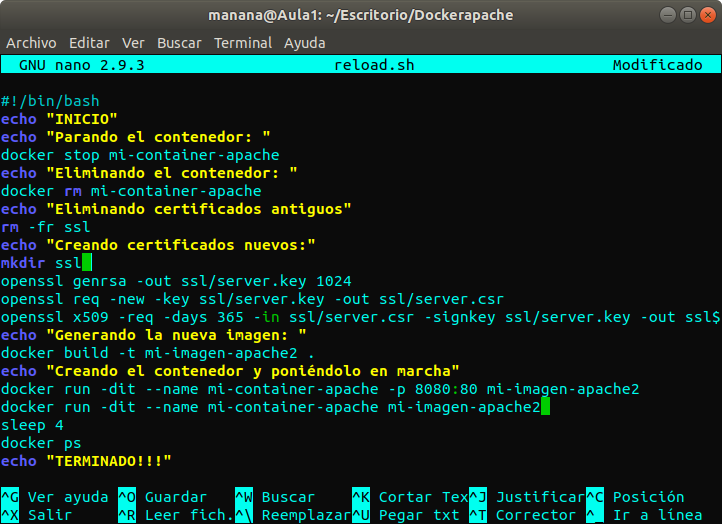 manana@Aula1: ~/Escritorio/Dockerapache
Archivo Editar Ver Buscar Terminal Ayuda
GNU nano 2.9.3 reload.sh Modificado
#!/bin/bash
echo "INICIO"
echo "Parando el contenedor: "
docker stop mi-container-apache
echo "Eliminando el contenedor: "
docker rm mi-container-apache
echo "Eliminando certificados antiguos"
rm -fr ssl
echo "Creando certificados nuevos:"
mkdir ssl
openssl genrsa -out ssl/server.key 1024
openssl req -new -key ssl/server.key -out ssl/server.csr
openssl x509 -req -days 365 -in ssl/server.csr -signkey ssl/server.key -out ssl$
echo "Generando la nueva imagen: "
docker build -t mi-imagen-apache2 .
echo "Creando el contenedor y poniéndolo en marcha"
docker run -dit --name mi-container-apache -p 8080:80 mi-imagen-apache2
docker run -dit --name mi-container-apache mi-imagen-apache2
sleep 4
docker ps
echo "TERMINADO!!!"
^G Ver ayuda ^O Guardar ^W Buscar ^K Cortar Tex ^J Justificar ^C Posición
^X Salir ^R Leer fich. ^\ Reemplazar ^U Pegar txt ^T Corrector ^_ Ir a línea